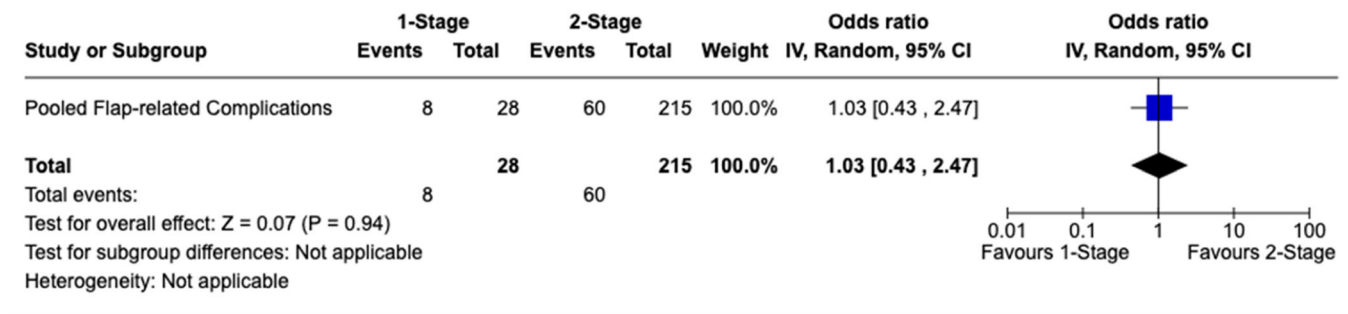 1-Stage 2-Stage Odds ratio Odds ratio
Study or Subgroup Events Total Events Total Weight IV, Random, 95% CI IV, Random, 95% CI
Pooled Flap-related Complications 8 28 60 215 100.0% 1.03 [0.43 , 2.47]
Total 28 215 100.0% 1.03 [0.43 , 2.47]
Total events: 8 60
Test for overall effect: Z = 0.07 (P = 0.94)
Test for subgroup differences: Not applicable
Heterogeneity: Not applicable
0.01 0.1 1 10 100
Favours 1-Stage Favours 2-Stage